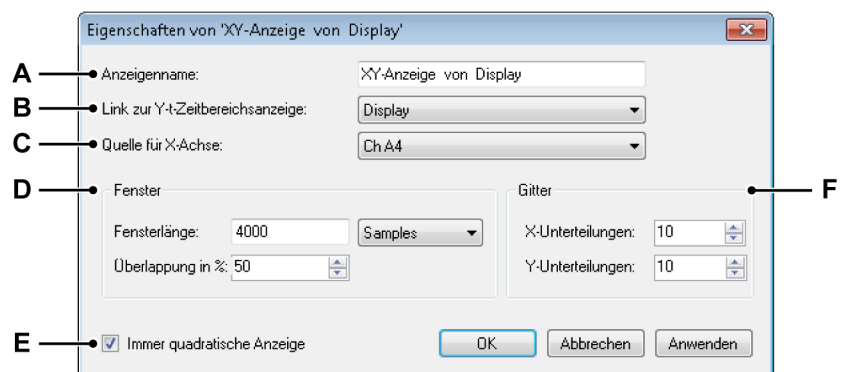 Eigenschaften von 'XY-Anzeige von Display'
A Anzeigenname: XY-Anzeige von Display
B Link zur Y-t-Zeitbereichsanzeige: Display
C Quelle für X-Achse: Ch A4
D Fenster Gitter F
Fensterlänge: 4000 Samples X-Unterteilungen: 10
Überlappung in %: 50 Y-Unterteilungen: 10
E Immer quadratische Anzeige OK Abbrechen Anwenden